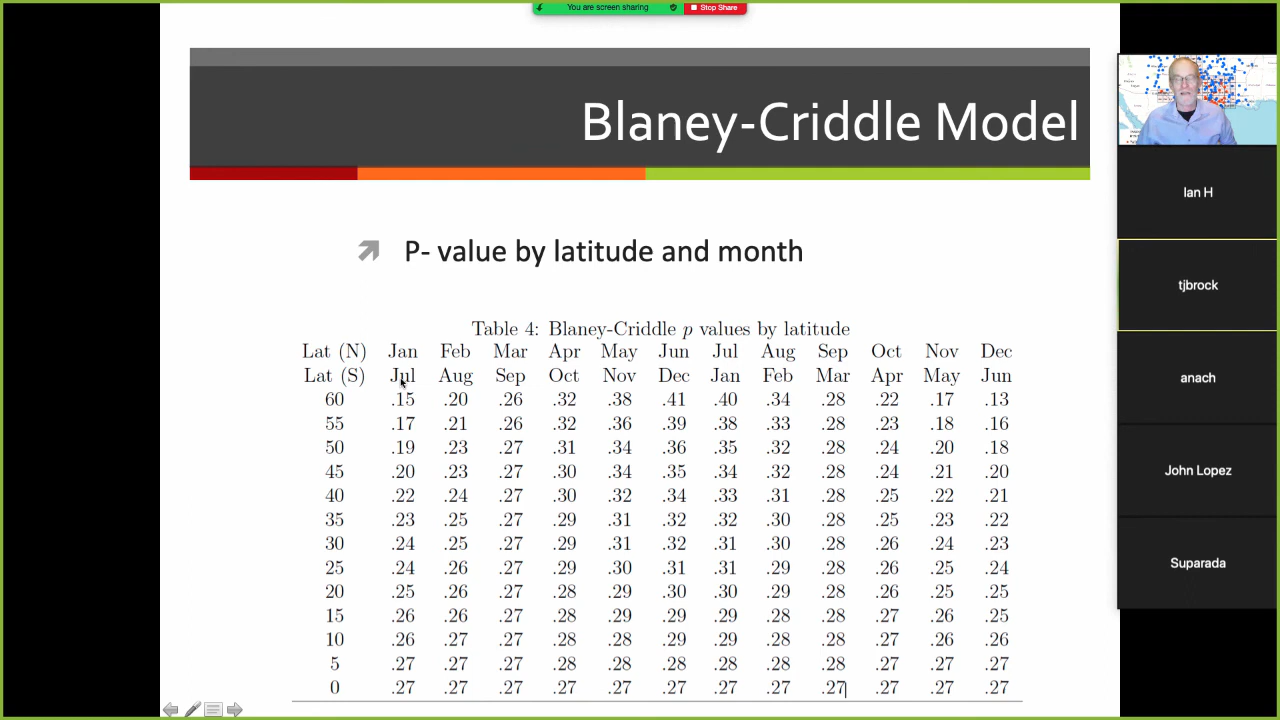 You are screen sharing
Stop Share
Blaney-Criddle Model
P- value by latitude and month
Table 4: Blaney-Criddle p values by latitude
Lat (N) Jan Feb Mar Apr May Jun Jul Aug Sep Oct Nov Dec
Lat (S) Jul Aug Sep Oct Nov Dec Jan Feb Mar Apr May Jun
60 .15 .20 .26 .32 .38 .41 .40 .34 .28 .22 .17 .13
55 .17 .21 .26 .32 .36 .39 .38 .33 .28 .23 .18 .16
50 .19 .23 .27 .31 .34 .36 .35 .32 .28 .24 .20 .18
45 .20 .23 .27 .30 .34 .35 .34 .32 .28 .24 .21 .20
40 .22 .24 .27 .30 .32 .34 .33 .31 .28 .25 .22 .21
35 .23 .25 .27 .29 .31 .32 .32 .30 .28 .25 .23 .22
30 .24 .25 .27 .29 .31 .32 .31 .30 .28 .26 .24 .23
25 .24 .26 .27 .29 .30 .31 .31 .29 .28 .26 .25 .24
20 .25 .26 .27 .28 .29 .30 .30 .29 .28 .26 .25 .25
15 .26 .26 .27 .28 .29 .29 .29 .28 .28 .27 .26 .25
10 .26 .27 .27 .28 .28 .29 .29 .28 .28 .27 .26 .26
5 .27 .27 .27 .28 .28 .28 .28 .28 .28 .27 .27 .27
0 .27 .27 .27 .27 .27 .27 .27 .27 .27 .27 .27 .27
Ian H
tjbrock
anach
John Lopez
Suparada